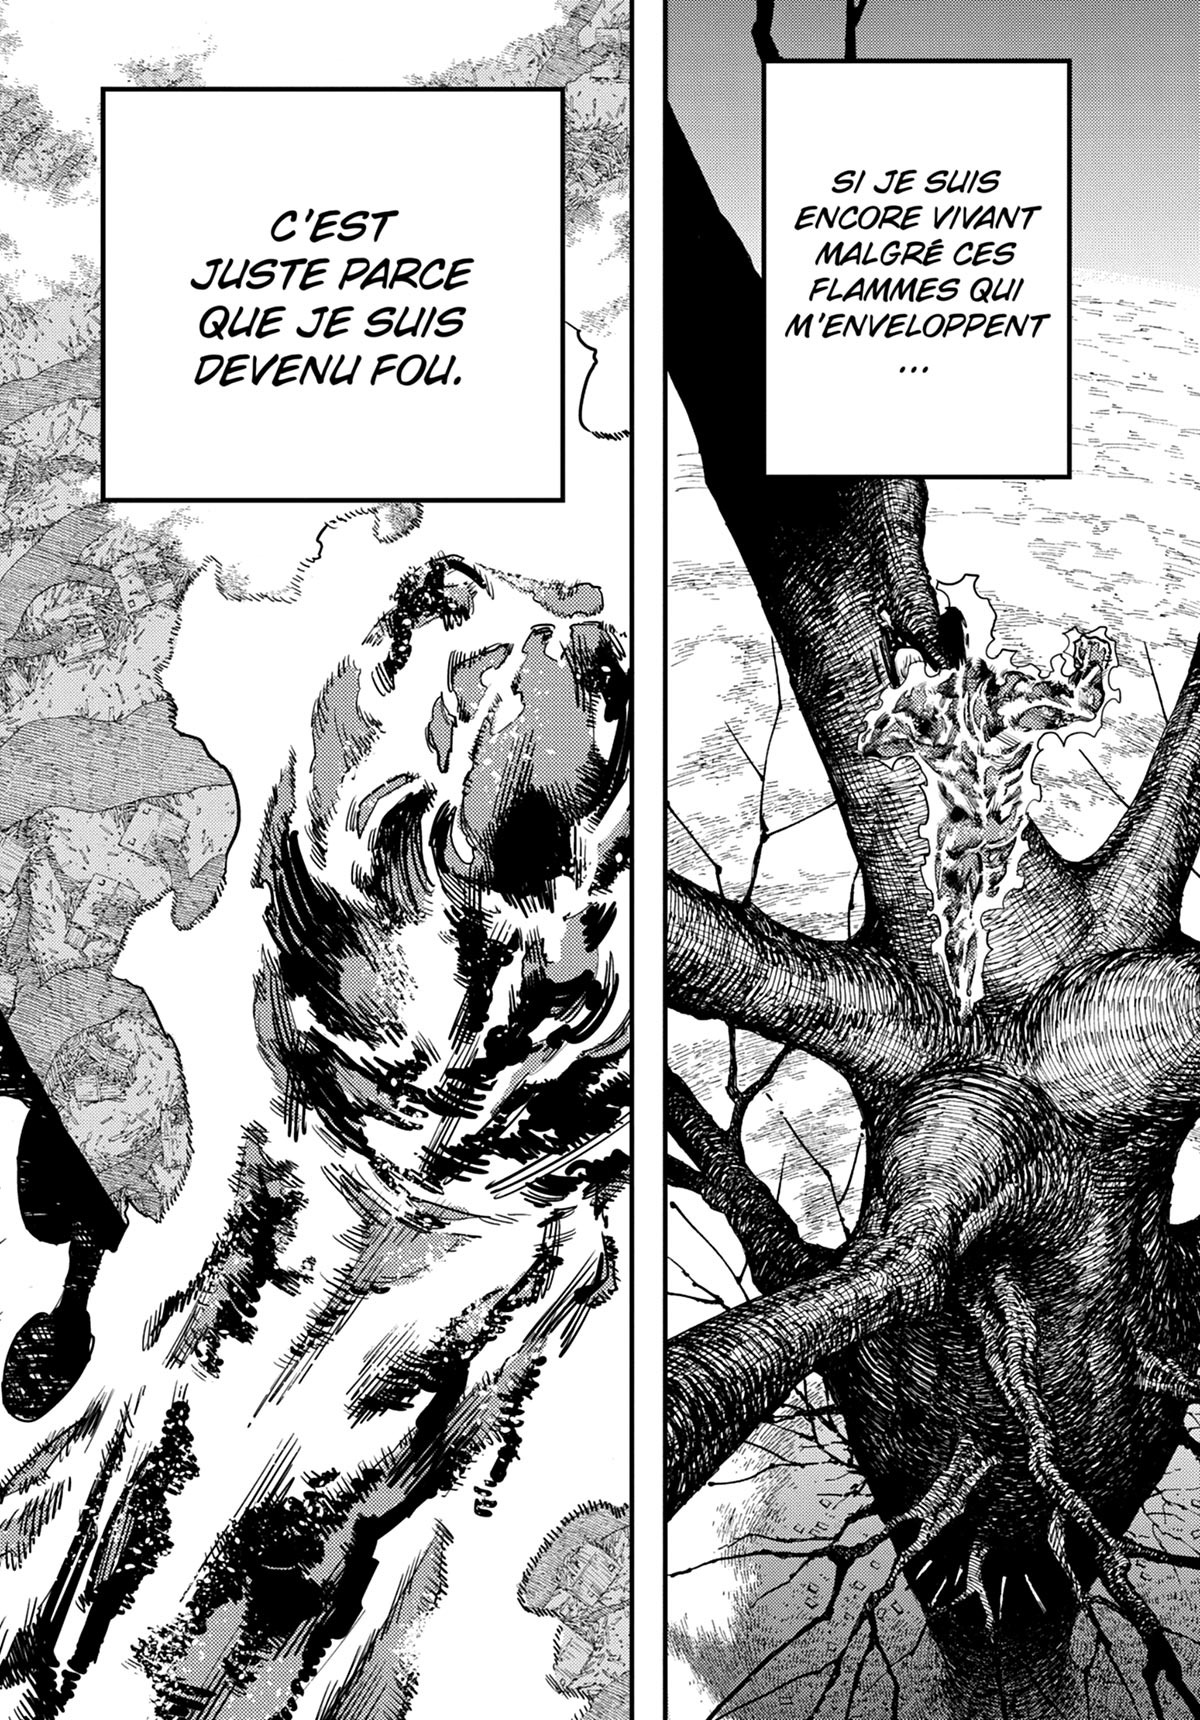 SI JE SUIS
ENCORE VIVANT
MALGRÉ CES
FLAMMES QUI
M'ENVELOPPENT
...
C'EST
JUSTE PARCE
QUE JE SUIS
DEVENU FOU.